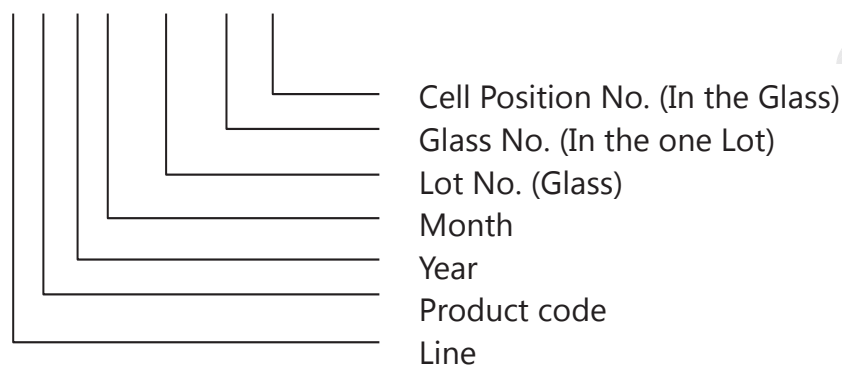 Cell Position No. (In the Glass)
Glass No. (In the one Lot)
Lot No. (Glass)
Month
Year
Product code
Line